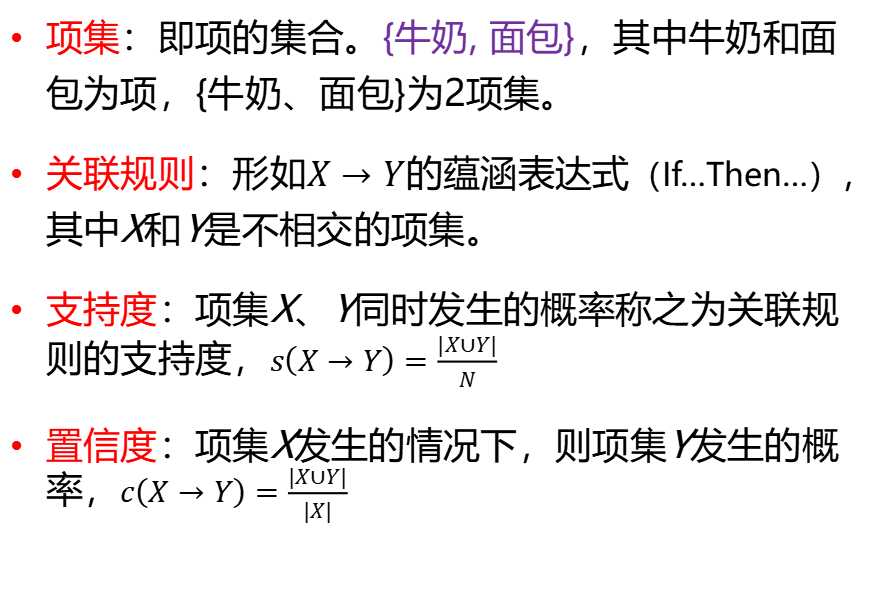 • 项集：即项的集合。{牛奶, 面包}，其中牛奶和面
包为项，{牛奶、面包}为2项集。
• 关联规则：形如X → Y的蕴涵表达式（If…Then…），
其中X和Y是不相交的项集。
• 支持度：项集X、Y同时发生的概率称之为关联规
则的支持度，s(X → Y) = |X∪Y| / N
• 置信度：项集X发生的情况下，则项集Y发生的概
率，c(X → Y) = |X∪Y| / |X|